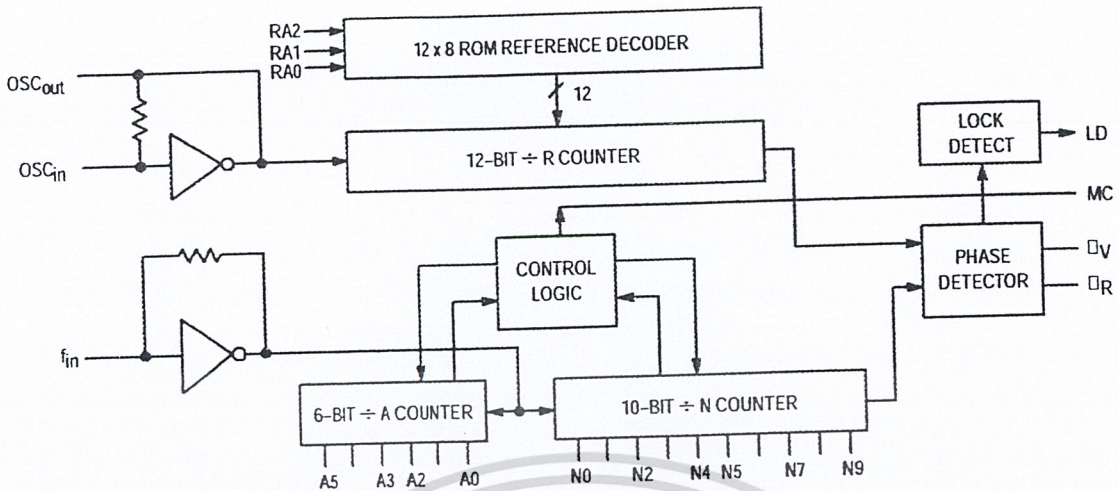 RA2
RA1
RA0
12 x 8 ROM REFERENCE DECODER
OSCout
12
LOCK
DETECT
LD
OSCin
12-BIT ÷ R COUNTER
MC
CONTROL
LOGIC
PHASE
DETECTOR
□V
□R
fin
6-BIT ÷ A COUNTER
10-BIT ÷ N COUNTER
A5 A3 A2 A0
N0 N2 N4 N5 N7 N9